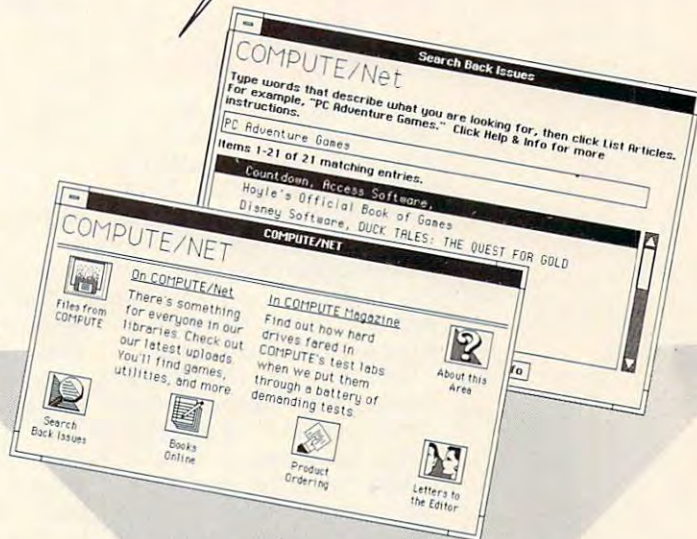 Search Back Issues
COMPUTE/Net
Type words that describe what you are looking for, then click List Articles.
For example, "PC Adventure Games." Click Help & Info for more
instructions.
PC Adventure Games
Items 1-21 of 21 matching entries.
Countdown, Access Software,
Hoyle's Official Book of Games
Disney Software, DUCK TALES: THE QUEST FOR GOLD
fo
COMPUTE/NET
COMPUTE/NET
Files from
COMPUTE
On COMPUTE/Net
There's something
for everyone in our
libraries. Check out
our latest uploads.
You'll find games,
utilities, and more.
In COMPUTE Magazine
Find out how hard
drives fared in
COMPUTE's test labs
when we put them
through a battery of
demanding tests.
About this
Area
Search
Back Issues
Books
Online
Product
Ordering
Letters to
the Editor